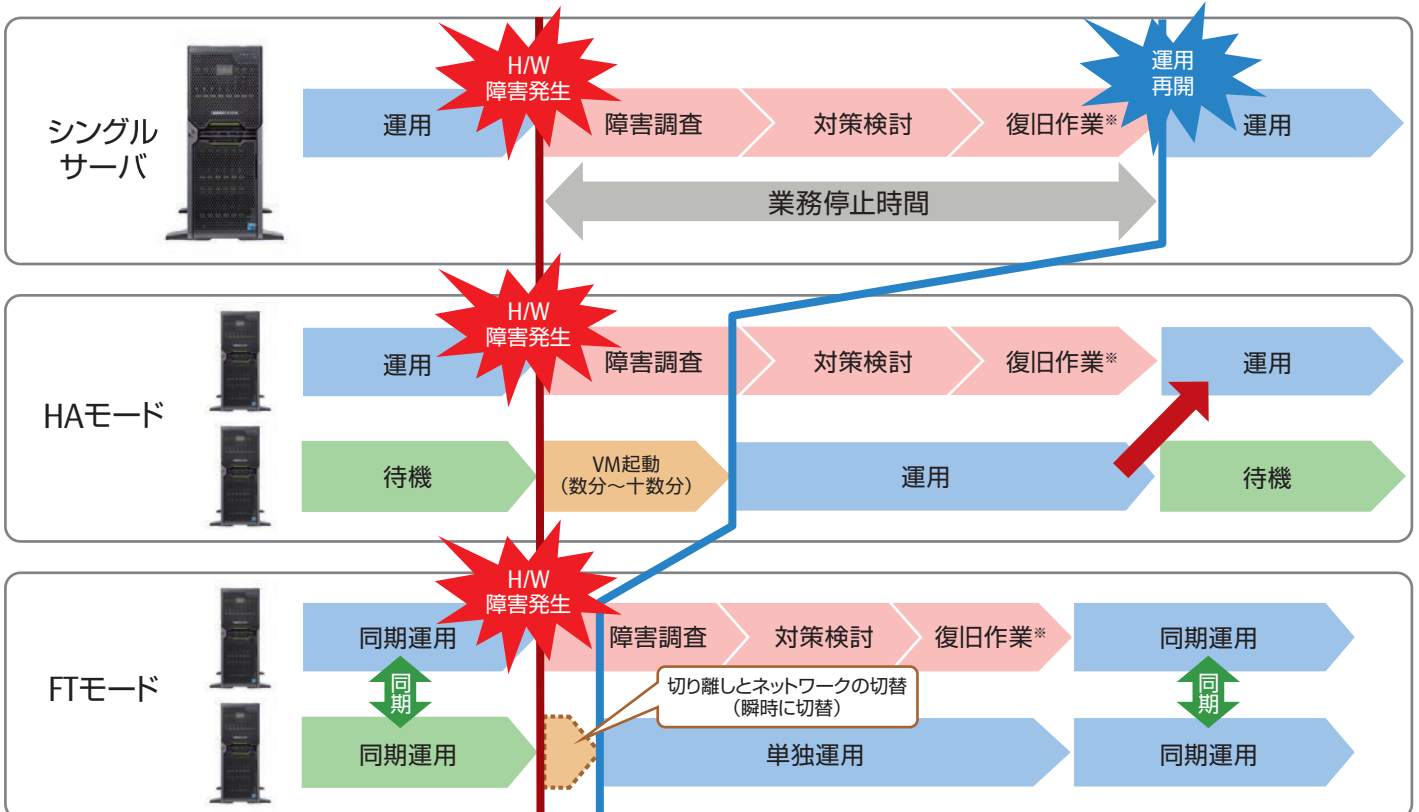 シングル
サーバ
運用
H/W
障害発生
障害調査
対策検討
復旧作業※
運用
再開
運用
業務停止時間
HAモード
運用
H/W
障害発生
障害調査
対策検討
復旧作業※
運用
待機
VM起動
（数分～十数分）
運用
待機
FTモード
同期運用
H/W
障害発生
障害調査
対策検討
復旧作業※
同期運用
同期
切り離しとネットワークの切替
（瞬時に切替）
同期
同期運用
単独運用
同期運用